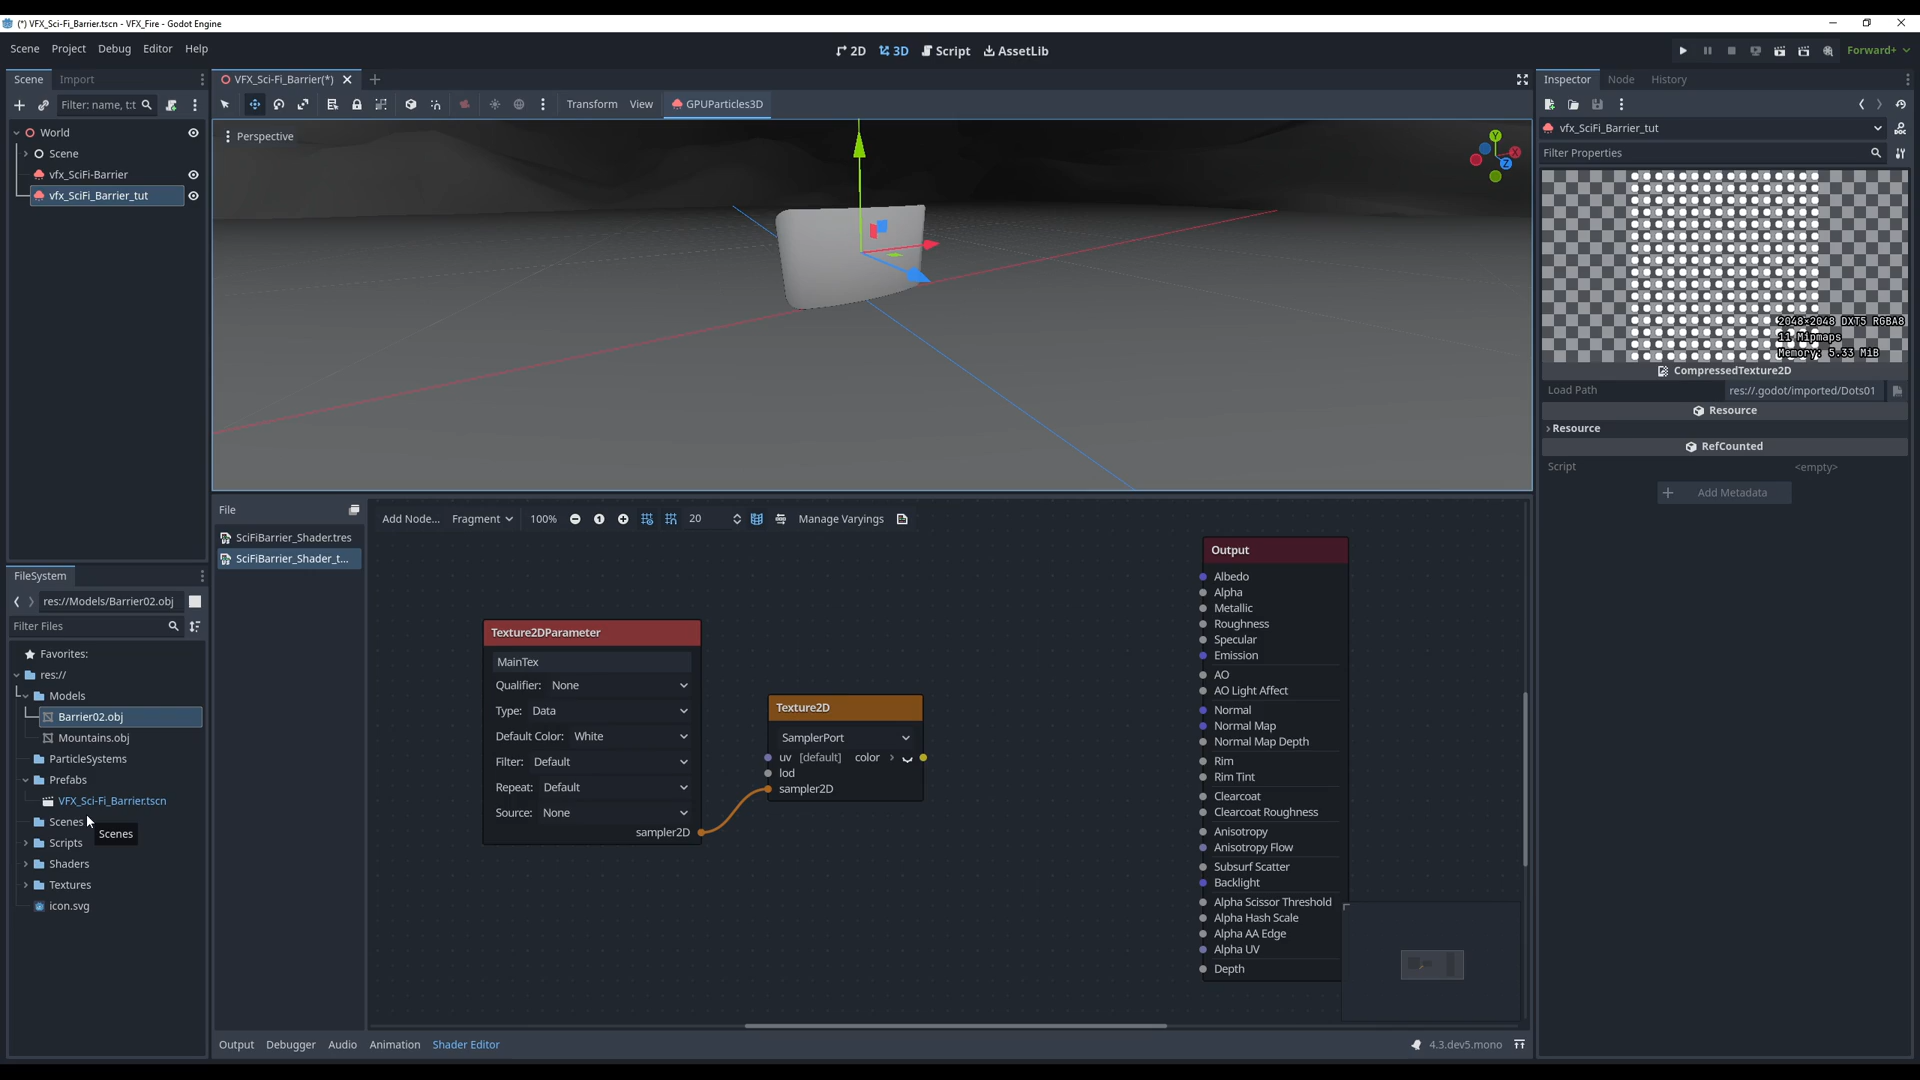 (*) VFX_Sci-Fi_Barrier.tscn - VFX_Fire - Godot Engine
Scene Project Debug Editor Help
2D 3D Script AssetLib
Forward+
Scene Import
VFX_Sci-Fi_Barrier(*)
Inspector Node History
Filter: name, t:t
Transform View GPUParticles3D
World
Scene
vfx_SciFi-Barrier
vfx_SciFi_Barrier_tut
Perspective
Y
X
Z
vfx_SciFi_Barrier_tut
Filter Properties
2048×2048 DXT5 RGBA8
11 Mipmaps
Memory: 5.33 MiB
CompressedTexture2D
Load Path res://.godot/imported/Dots01
Resource
Resource
RefCounted
Script <empty>
Add Metadata
FileSystem
res://Models/Barrier02.obj
Filter Files
Favorites:
res://
Models
Barrier02.obj
Mountains.obj
ParticleSystems
Prefabs
VFX_Sci-Fi_Barrier.tscn
Scenes
Scenes
Scripts
Shaders
Textures
icon.svg
File
SciFiBarrier_Shader.tres
SciFiBarrier_Shader_t...
Add Node... Fragment 100% 20 Manage Varyings
Texture2DParameter
MainTex
Qualifier: None
Type: Data
Default Color: White
Filter: Default
Repeat: Default
Source: None
sampler2D
Texture2D
SamplerPort
uv [default] color
lod
sampler2D
Output
Albedo
Alpha
Metallic
Roughness
Specular
Emission
AO
AO Light Affect
Normal
Normal Map
Normal Map Depth
Rim
Rim Tint
Clearcoat
Clearcoat Roughness
Anisotropy
Anisotropy Flow
Subsurf Scatter
Backlight
Alpha Scissor Threshold
Alpha Hash Scale
Alpha AA Edge
Alpha UV
Depth
Output Debugger Audio Animation Shader Editor
4.3.dev5.mono